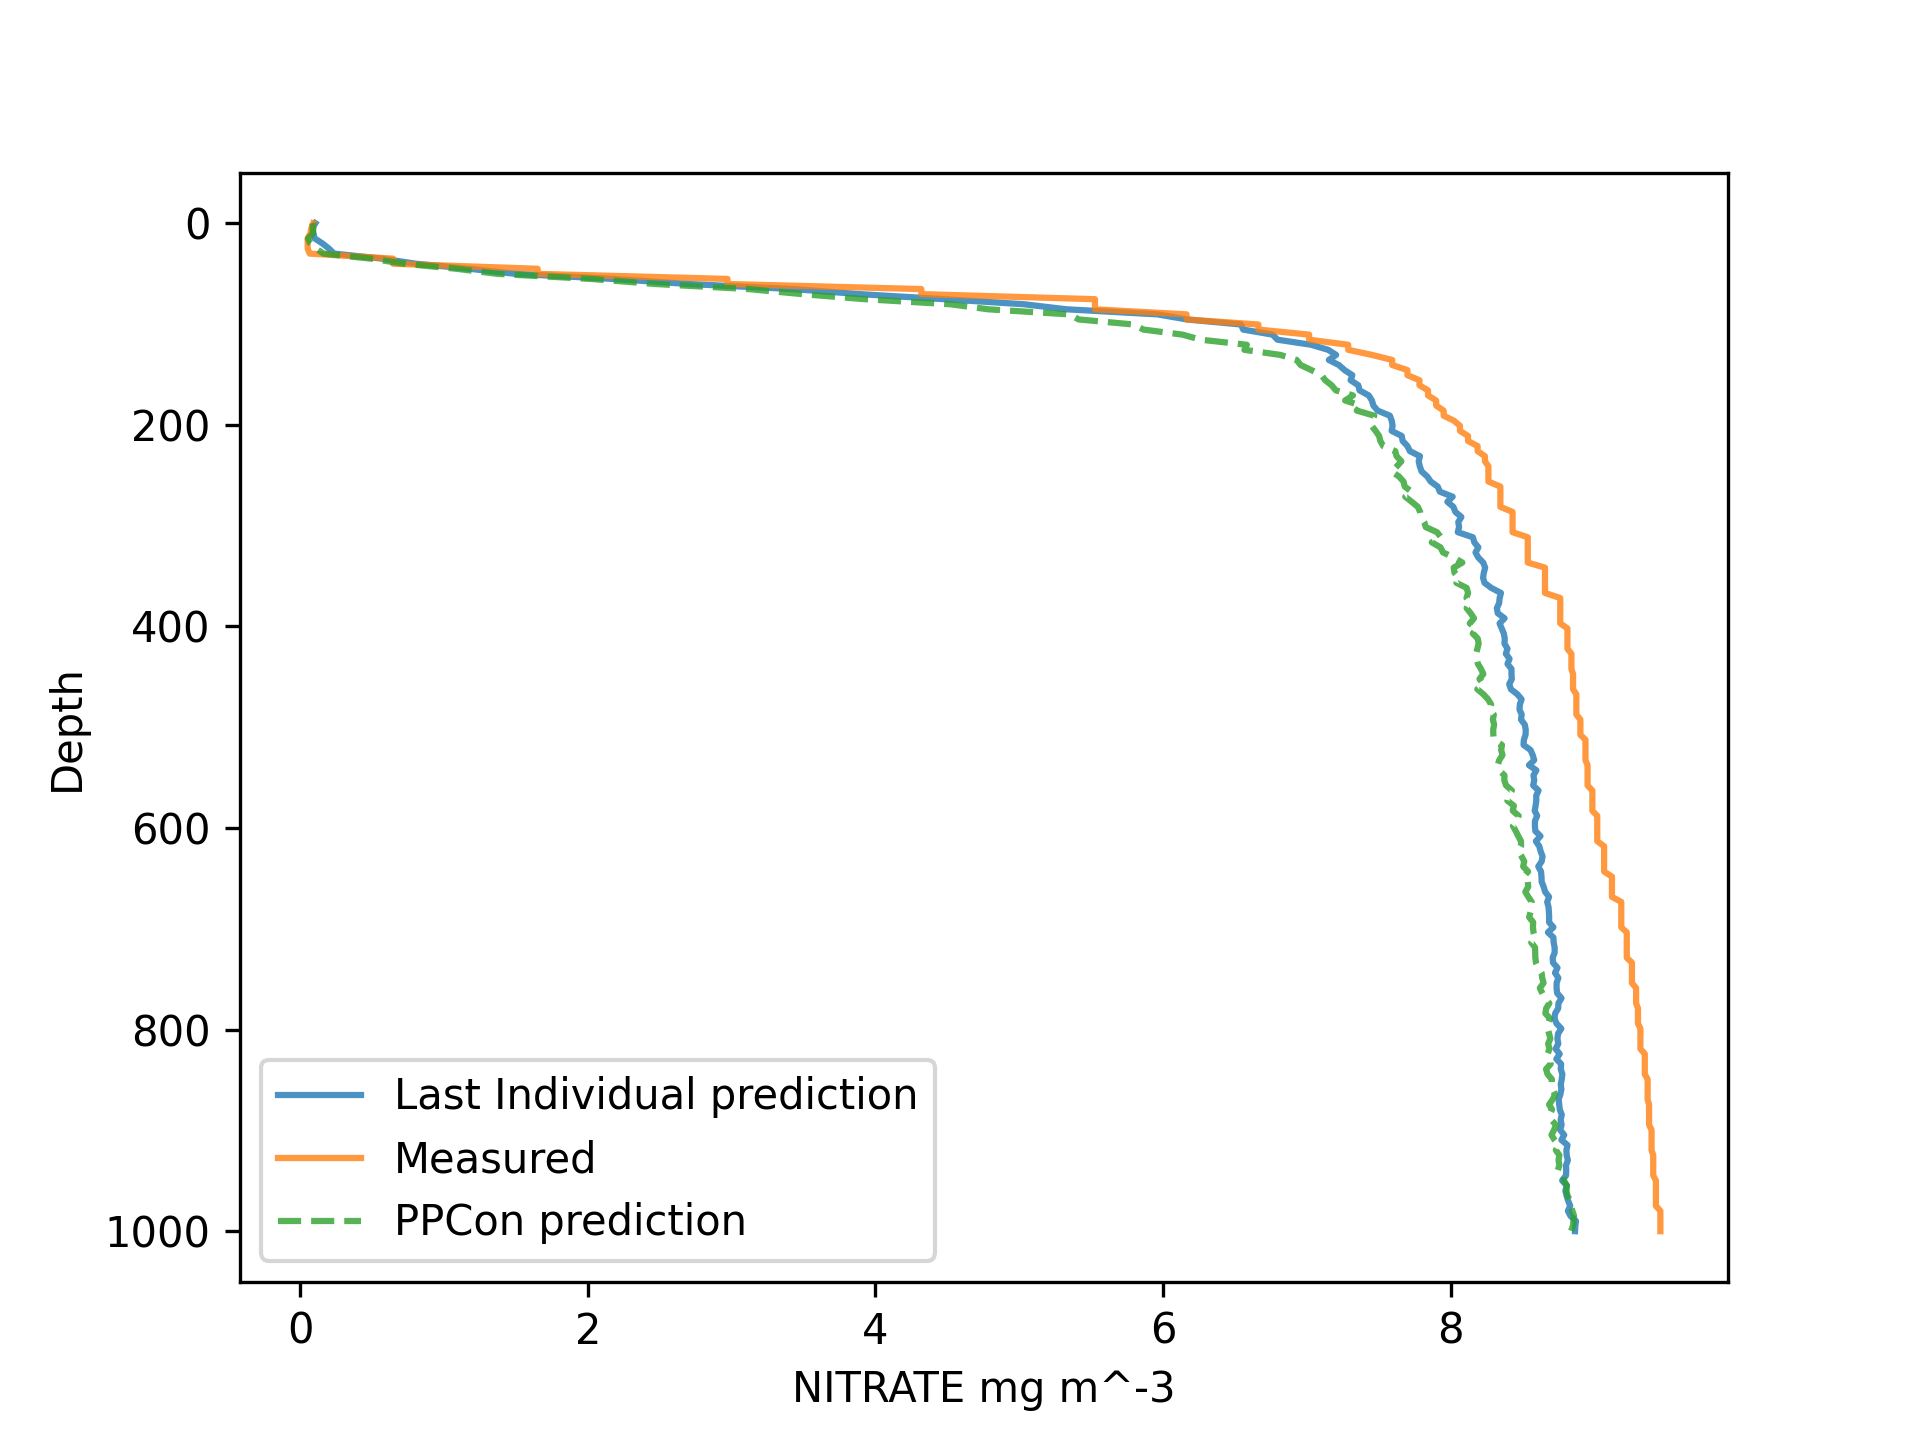 0
200
400
600
800
1000
Depth
Last Individual prediction
Measured
PPCon prediction
0 2 4 6 8
NITRATE mg m^-3